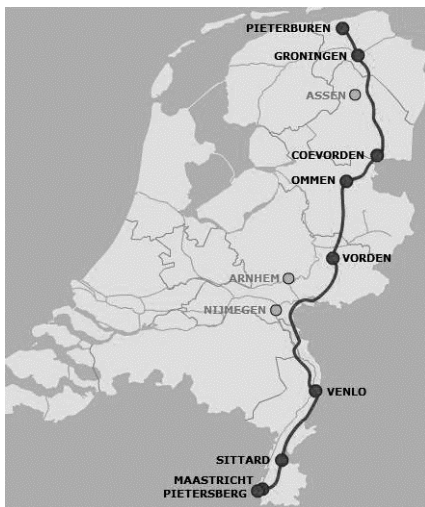 PIETERBUREN
GRONINGEN
ASSEN
COEVORDEN
OMMEN
VORDEN
ARNHEM
NIJMEGEN
VENLO
SITTARD
MAASTRICHT
PIETERSBERG